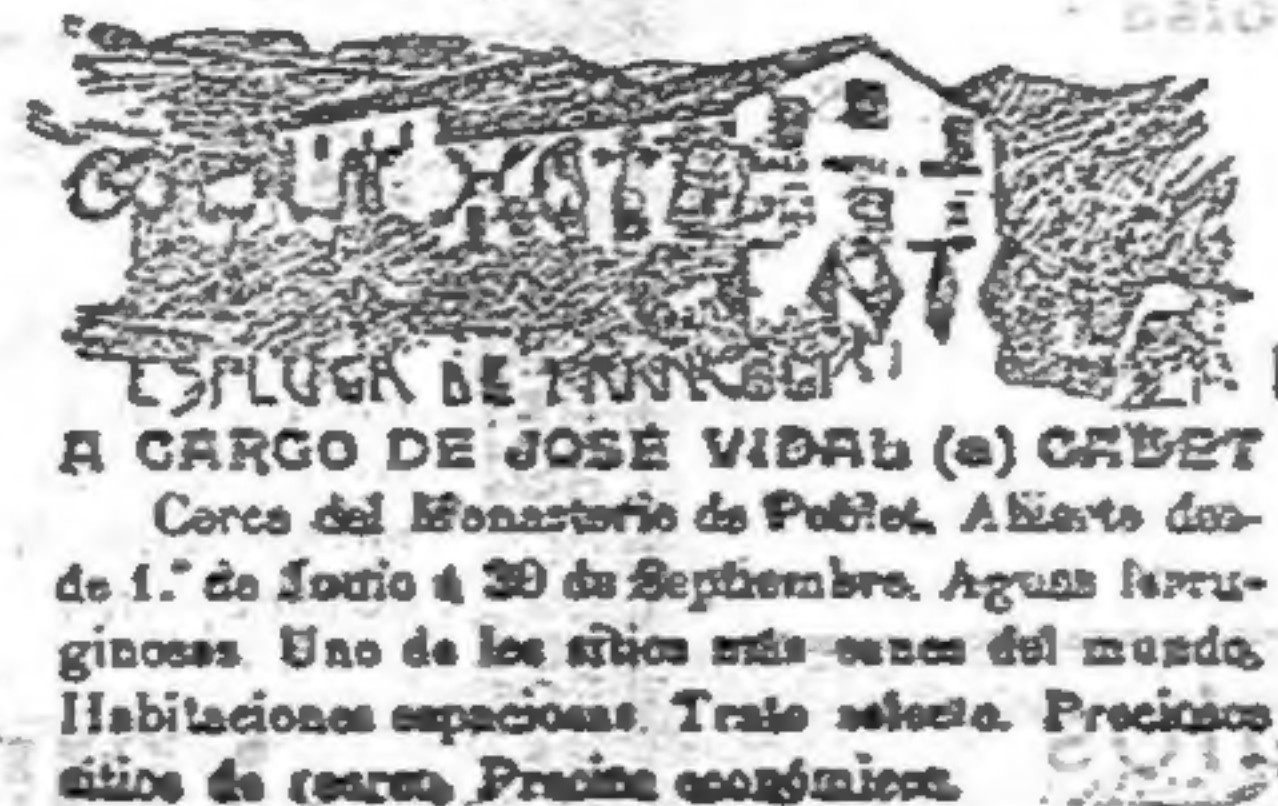 ESPLUGA DE FRANCOLI
A CARGO DE JOSÉ VIDAL (a) CADET
Cerca del Monasterio de Poblet. Abierto des-
de 1.º de Junio á 30 de Septiembre. Aguas ferru-
ginosas. Uno de los sitios más sanos del mundo.
Habitaciones espaciosas. Trato selecto. Preciosos
sitios de recreo. Precios económicos.